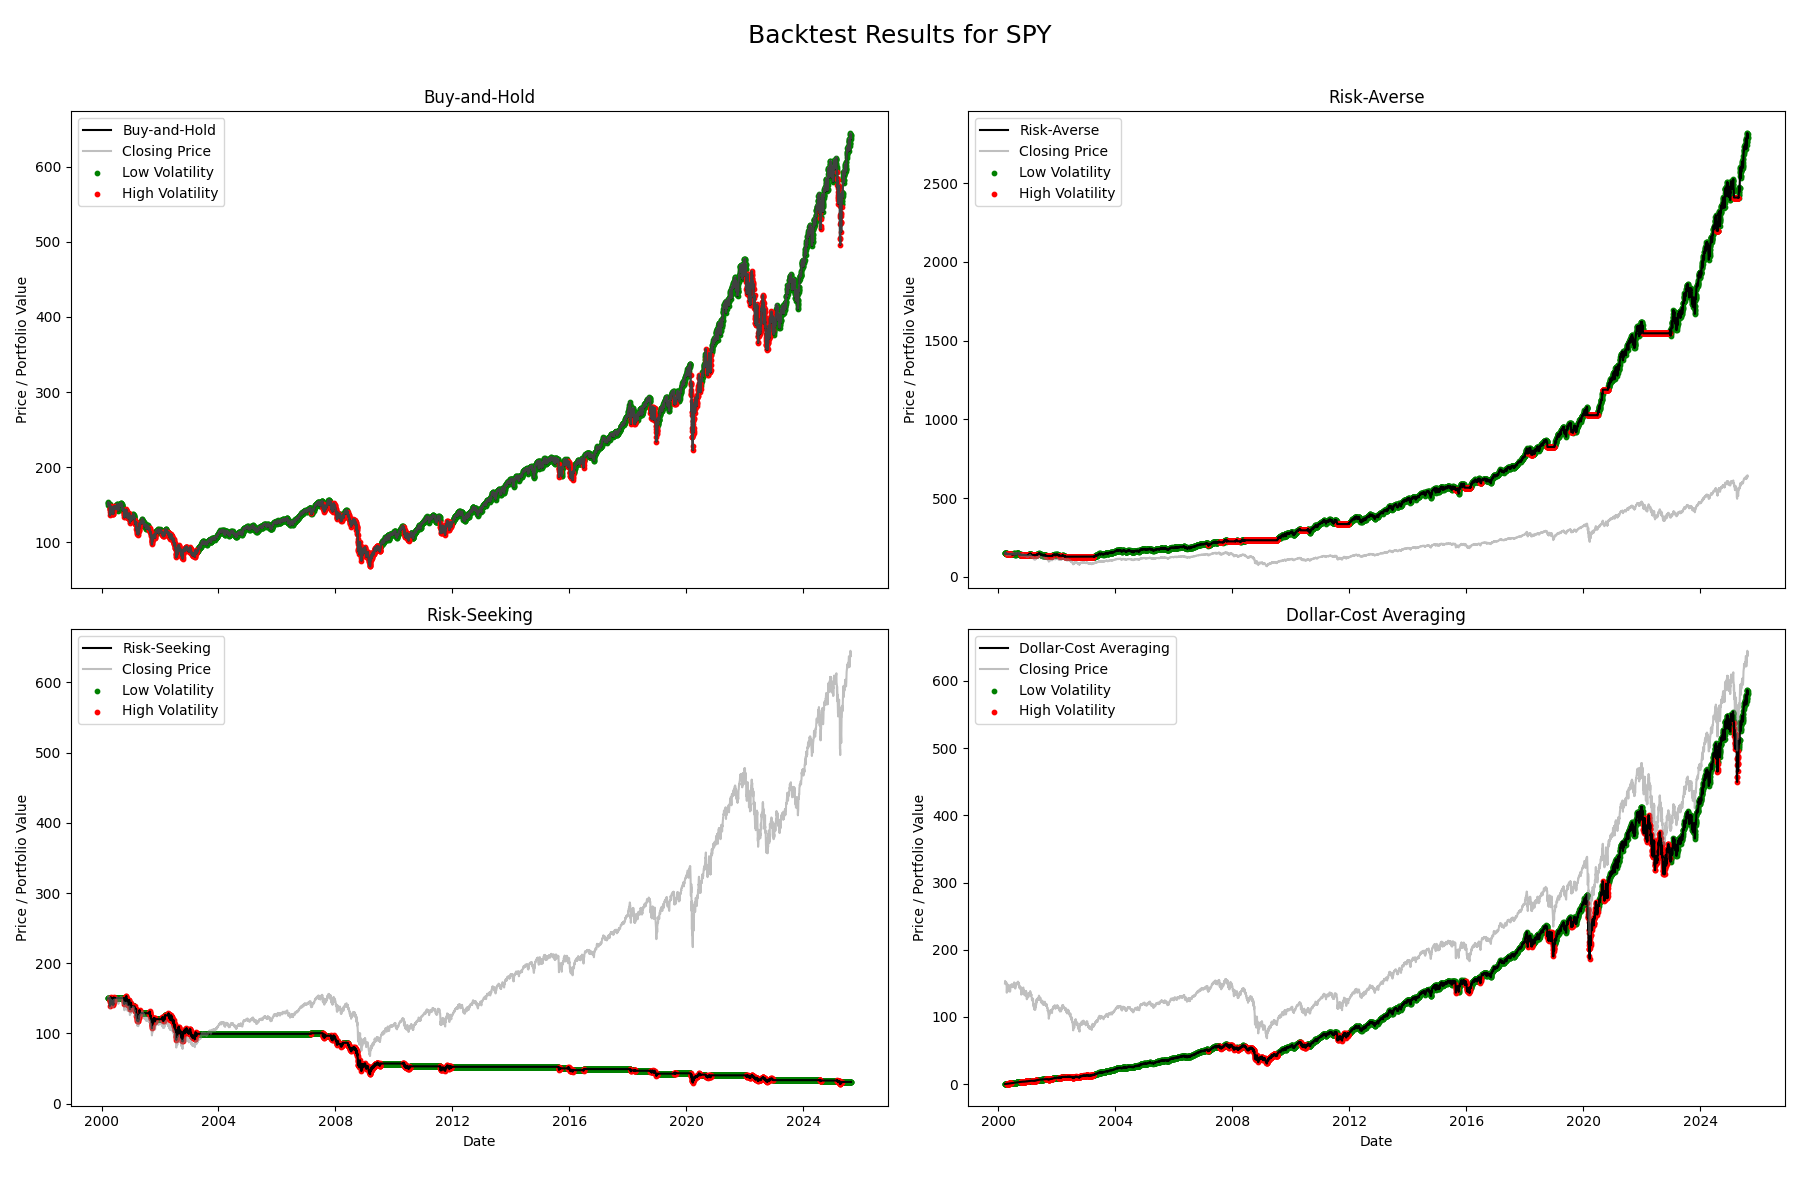 Backtest Results for SPY
Buy-and-Hold
Buy-and-Hold
Closing Price
Low Volatility
High Volatility
600
500
400
300
200
100
Price / Portfolio Value
Risk-Averse
Risk-Averse
Closing Price
Low Volatility
High Volatility
2500
2000
1500
1000
500
0
Price / Portfolio Value
Risk-Seeking
Risk-Seeking
Closing Price
Low Volatility
High Volatility
600
500
400
300
200
100
0
Price / Portfolio Value
2000 2004 2008 2012 2016 2020 2024
Date
Dollar-Cost Averaging
Dollar-Cost Averaging
Closing Price
Low Volatility
High Volatility
600
500
400
300
200
100
0
Price / Portfolio Value
2000 2004 2008 2012 2016 2020 2024
Date